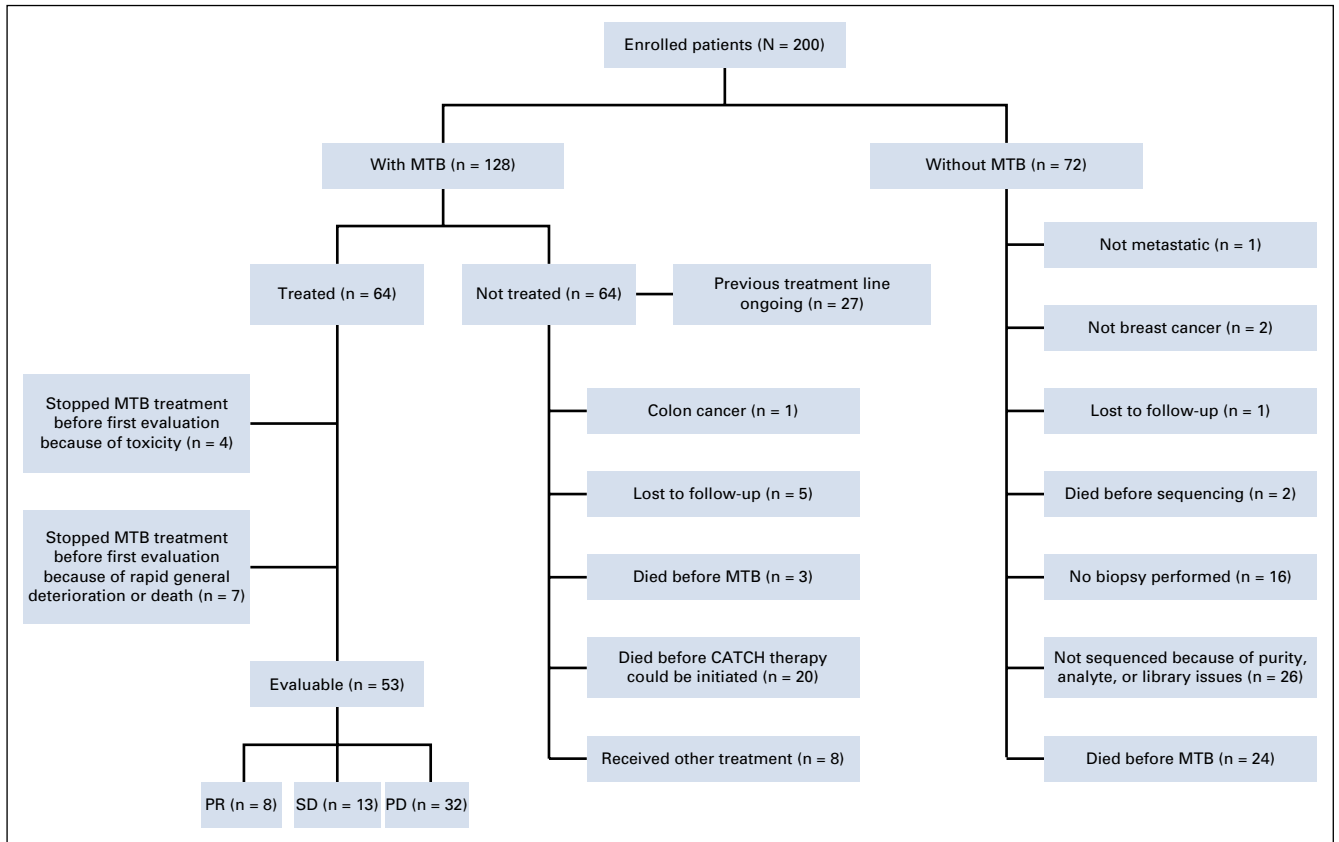 Enrolled patients (N = 200)
With MTB (n = 128)
Without MTB (n = 72)
Treated (n = 64)
Not treated (n = 64)
Previous treatment line
ongoing (n = 27)
Stopped MTB treatment
before first evaluation
because of toxicity (n = 4)
Stopped MTB treatment
before first evaluation
because of rapid general
deterioration or death (n = 7)
Evaluable (n = 53)
PR (n = 8)
SD (n = 13)
PD (n = 32)
Colon cancer (n = 1)
Lost to follow-up (n = 5)
Died before MTB (n = 3)
Died before CATCH therapy
could be initiated (n = 20)
Received other treatment (n = 8)
Not metastatic (n = 1)
Not breast cancer (n = 2)
Lost to follow-up (n = 1)
Died before sequencing (n = 2)
No biopsy performed (n = 16)
Not sequenced because of purity,
analyte, or library issues (n = 26)
Died before MTB (n = 24)